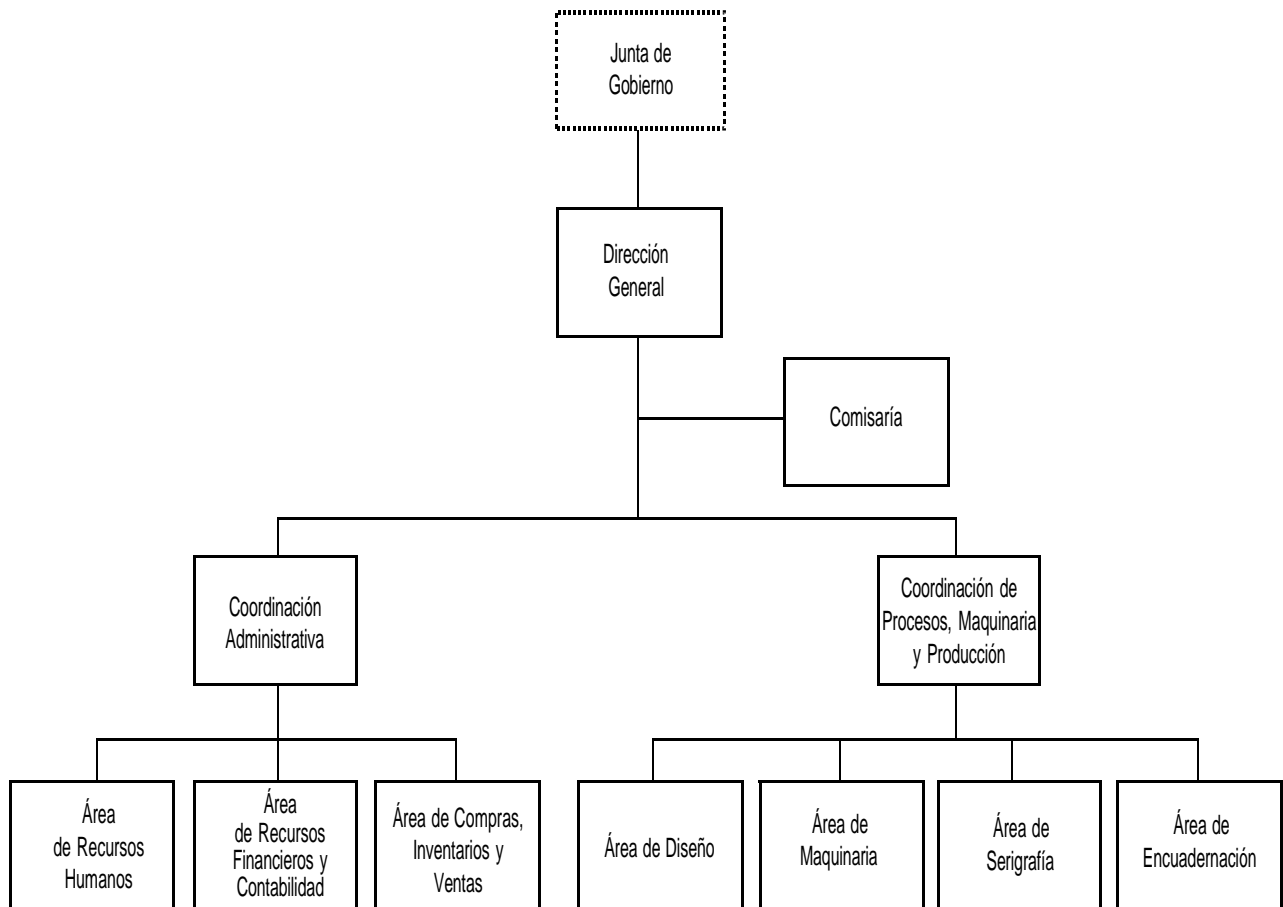 Junta de
Gobierno
Dirección
General
Comisaría
Coordinación
Administrativa
Coordinación de
Procesos, Maquinaria
y Producción
Área
de Recursos
Humanos
Área
de Recursos
Financieros y
Contabilidad
Área de Compras,
Inventarios y
Ventas
Área de Diseño
Área de
Maquinaria
Área de
Serigrafía
Área de
Encuadernación